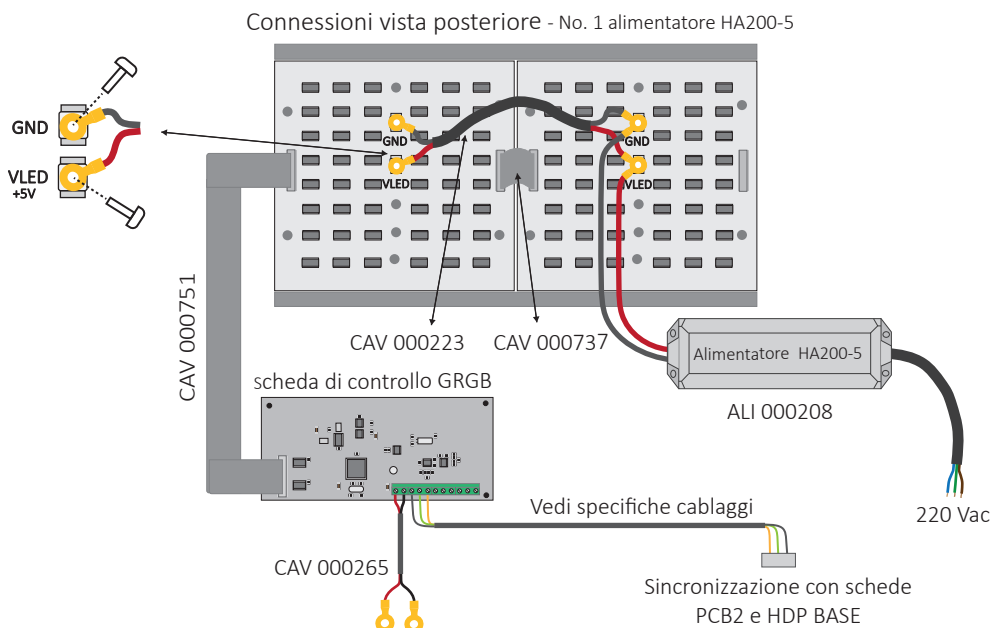 Connessioni vista posteriore - No. 1 alimentatore HA200-5
GND
VLED
+5V
GND
VLED
GND
VLED
CAV 000751
CAV 000223
CAV 000737
Alimentatore HA200-5
ALI 000208
scheda di controllo GRGB
220 Vac
Vedi specifiche cablaggi
CAV 000265
Sincronizzazione con schede
PCB2 e HDP BASE